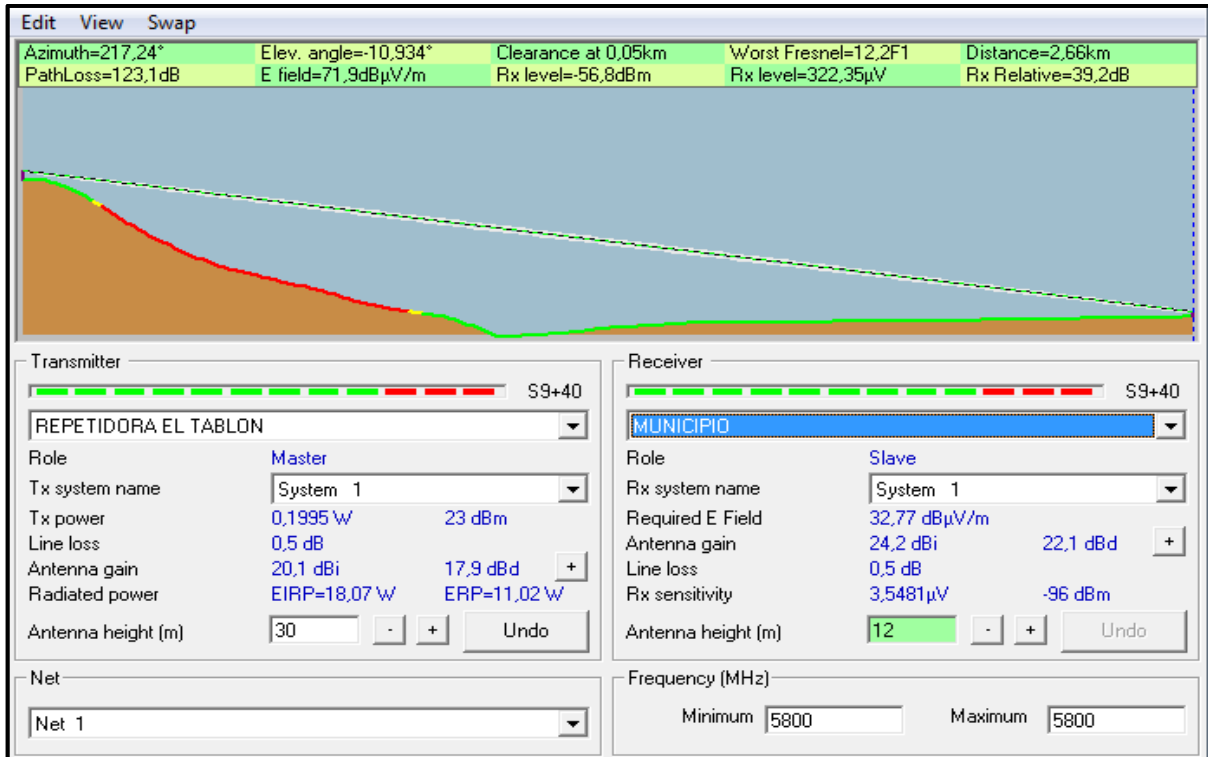 Edit View Swap
Azimuth=217,24° Elev. angle=-10,934° Clearance at 0,05km Worst Fresnel=12,2F1 Distance=2,66km
PathLoss=123,1dB E field=71,9dBµV/m Rx level=-56,8dBm Rx level=322,35µV Rx Relative=39,2dB
Transmitter
S9+40
REPETIDORA EL TABLON
Role Master
Tx system name System 1
Tx power 0,1995 W 23 dBm
Line loss 0,5 dB
Antenna gain 20,1 dBi 17,9 dBd +
Radiated power EIRP=18,07 W ERP=11,02 W
Antenna height (m) 30 - + Undo
Net
Net 1
Receiver
S9+40
MUNICIPIO
Role Slave
Rx system name System 1
Required E Field 32,77 dBµV/m
Antenna gain 24,2 dBi 22,1 dBd +
Line loss 0,5 dB
Rx sensitivity 3,5481µV -96 dBm
Antenna height (m) 12 - + Undo
Frequency (MHz)
Minimum 5800 Maximum 5800